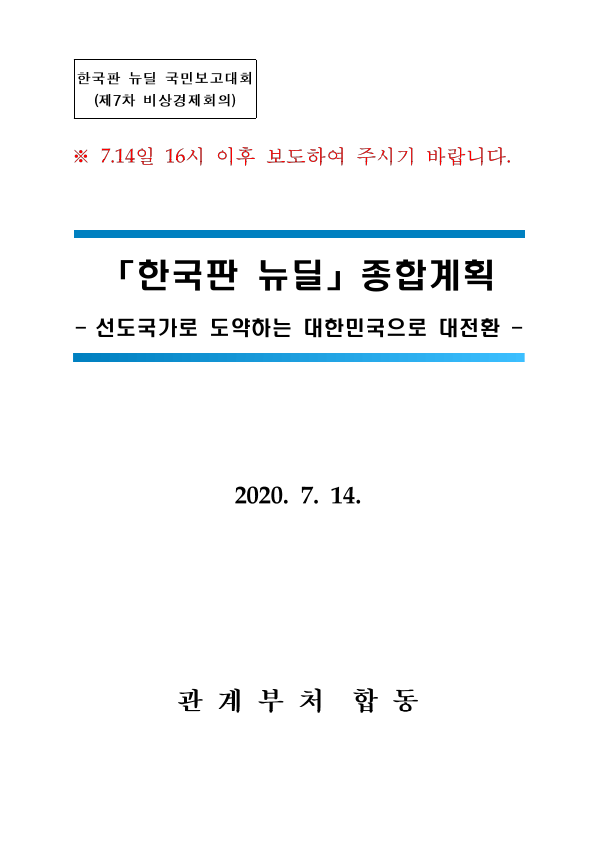 한국판 뉴딜 국민보고대회
(제7차 비상경제회의)
※ 7.14일 16시 이후 보도하여 주시기 바랍니다.
「한국판 뉴딜」 종합계획
- 선도국가로 도약하는 대한민국으로 대전환 -
2020. 7. 14.
관 계 부 처 합 동